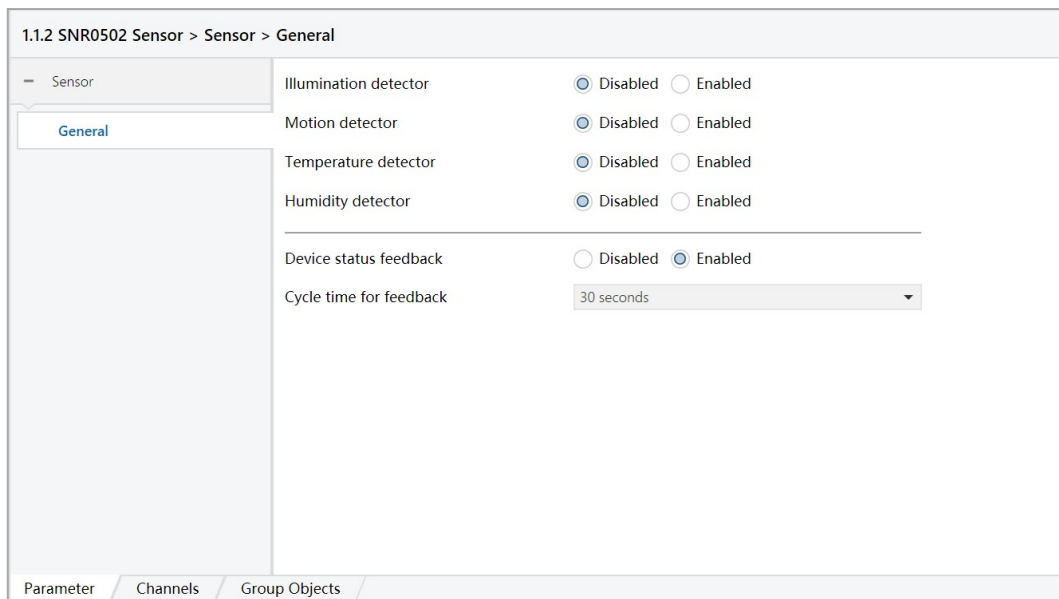 1.1.2 SNR0502 Sensor > Sensor > General
Sensor
General
Illumination detector Disabled Enabled
Motion detector Disabled Enabled
Temperature detector Disabled Enabled
Humidity detector Disabled Enabled
Device status feedback Disabled Enabled
Cycle time for feedback 30 seconds
Parameter Channels Group Objects